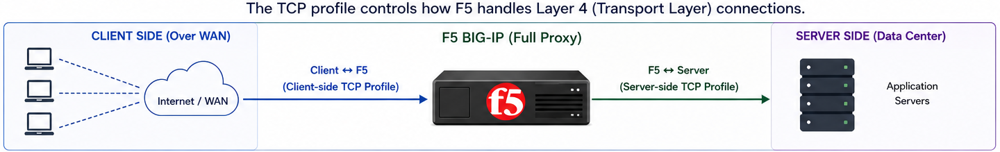 The TCP profile controls how F5 handles Layer 4 (Transport Layer) connections.
CLIENT SIDE (Over WAN)
Internet / WAN
Client ↔ F5
(Client-side TCP Profile)
F5 BIG-IP (Full Proxy)
f5
F5 ↔ Server
(Server-side TCP Profile)
SERVER SIDE (Data Center)
Application
Servers